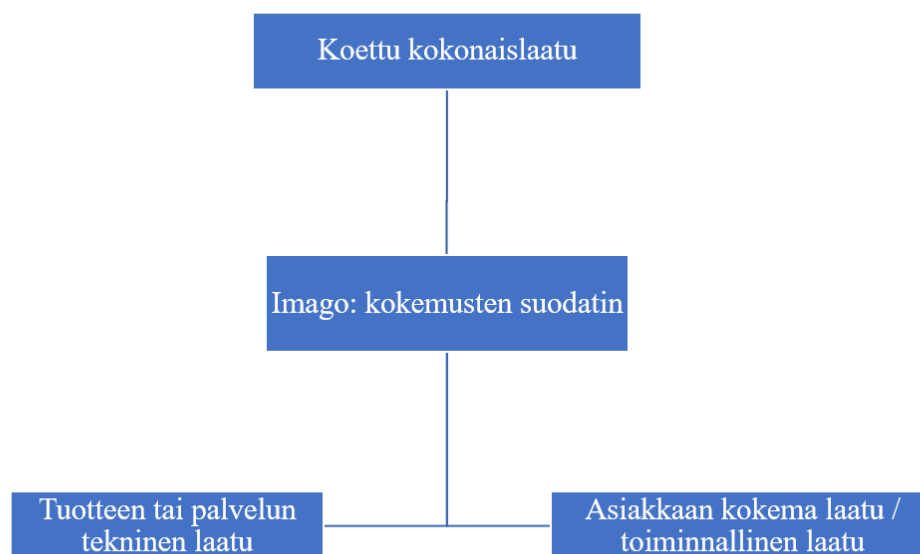 Koettu kokonaislaatu
Imago: kokemusten suodatin
Tuotteen tai palvelun
tekninen laatu
Asiakkaan kokema laatu /
toiminnallinen laatu